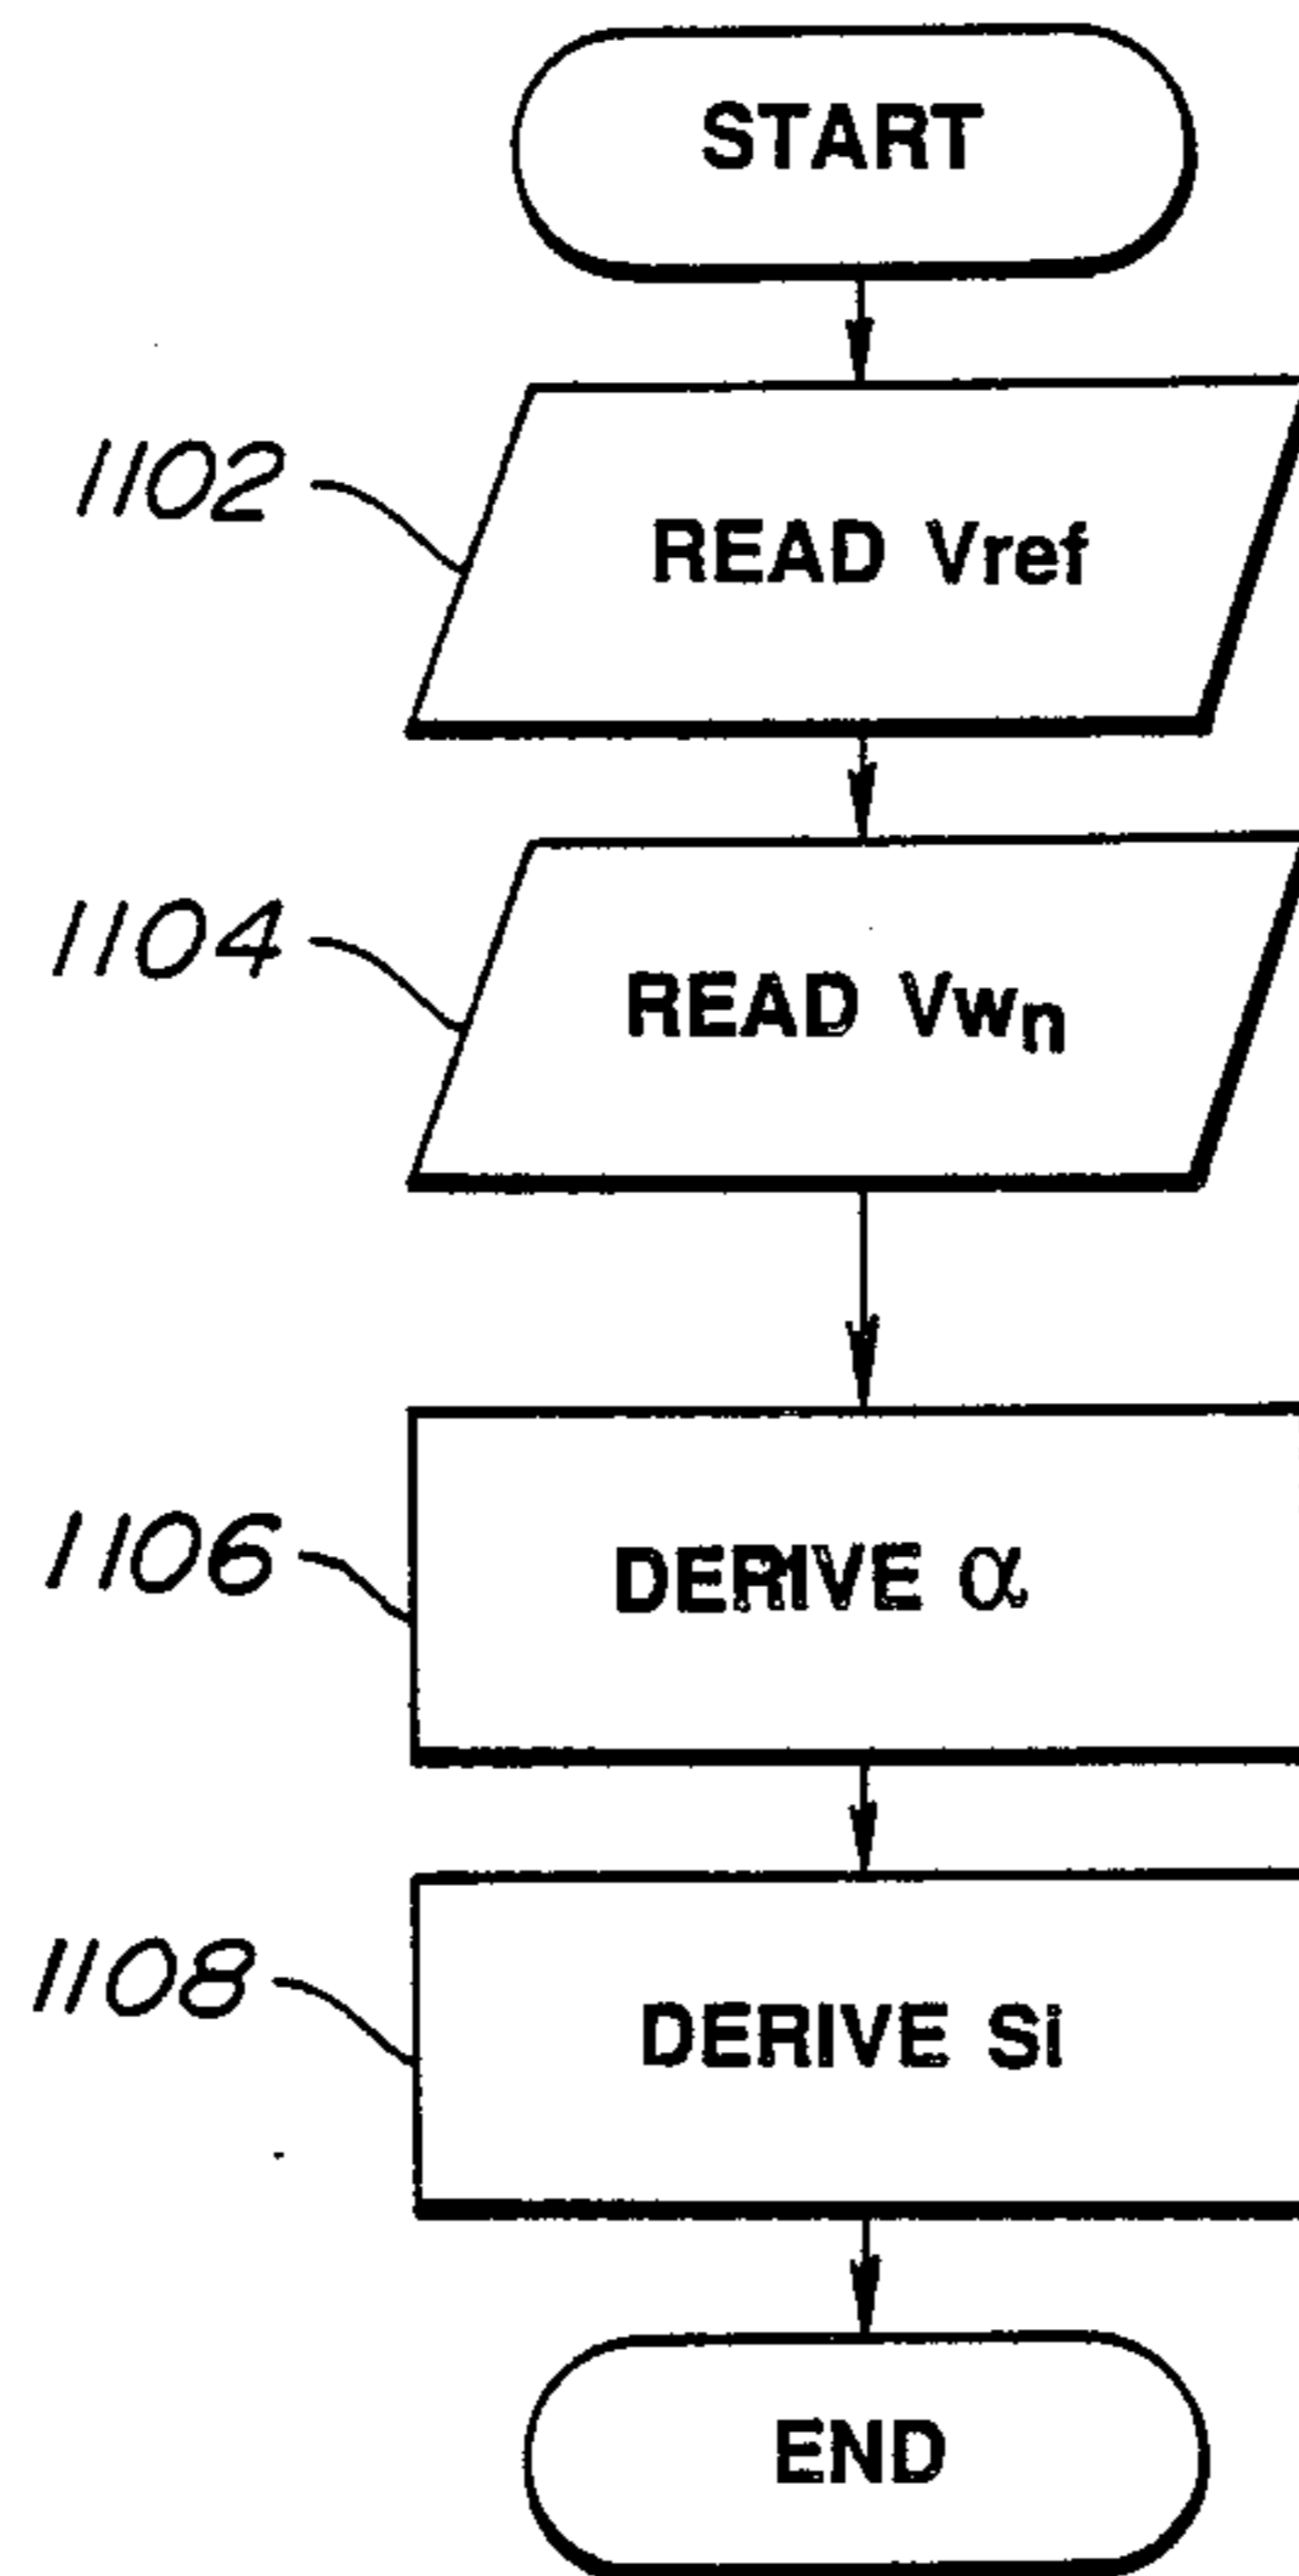 START
1102
READ Vref
1104
READ Vwn
1106
DERIVE α
1108
DERIVE Si
END